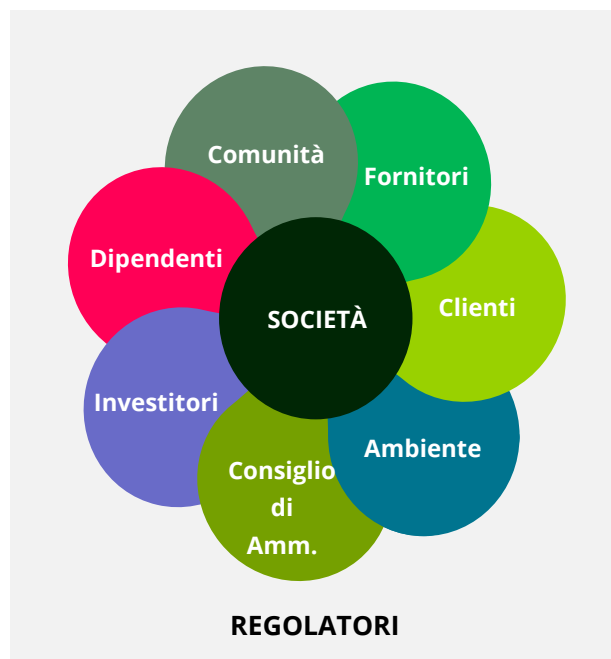 Comunità
Fornitori
Dipendenti
Clienti
SOCIETÀ
Investitori
Ambiente
Consiglio
di
Amm.
REGOLATORI